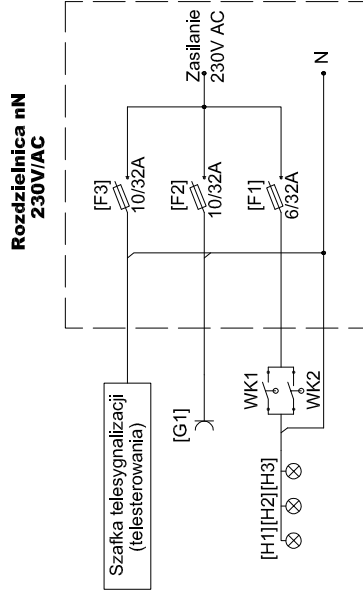 Rozdzielnica nN
230V/AC
Zasilanie
230V AC
N
[F3]
10/32A
[F2]
10/32A
[F1]
6/32A
Szafka telesygnalizacji
(telesterowania)
[G1]
WK1
WK2
[H1][H2][H3]